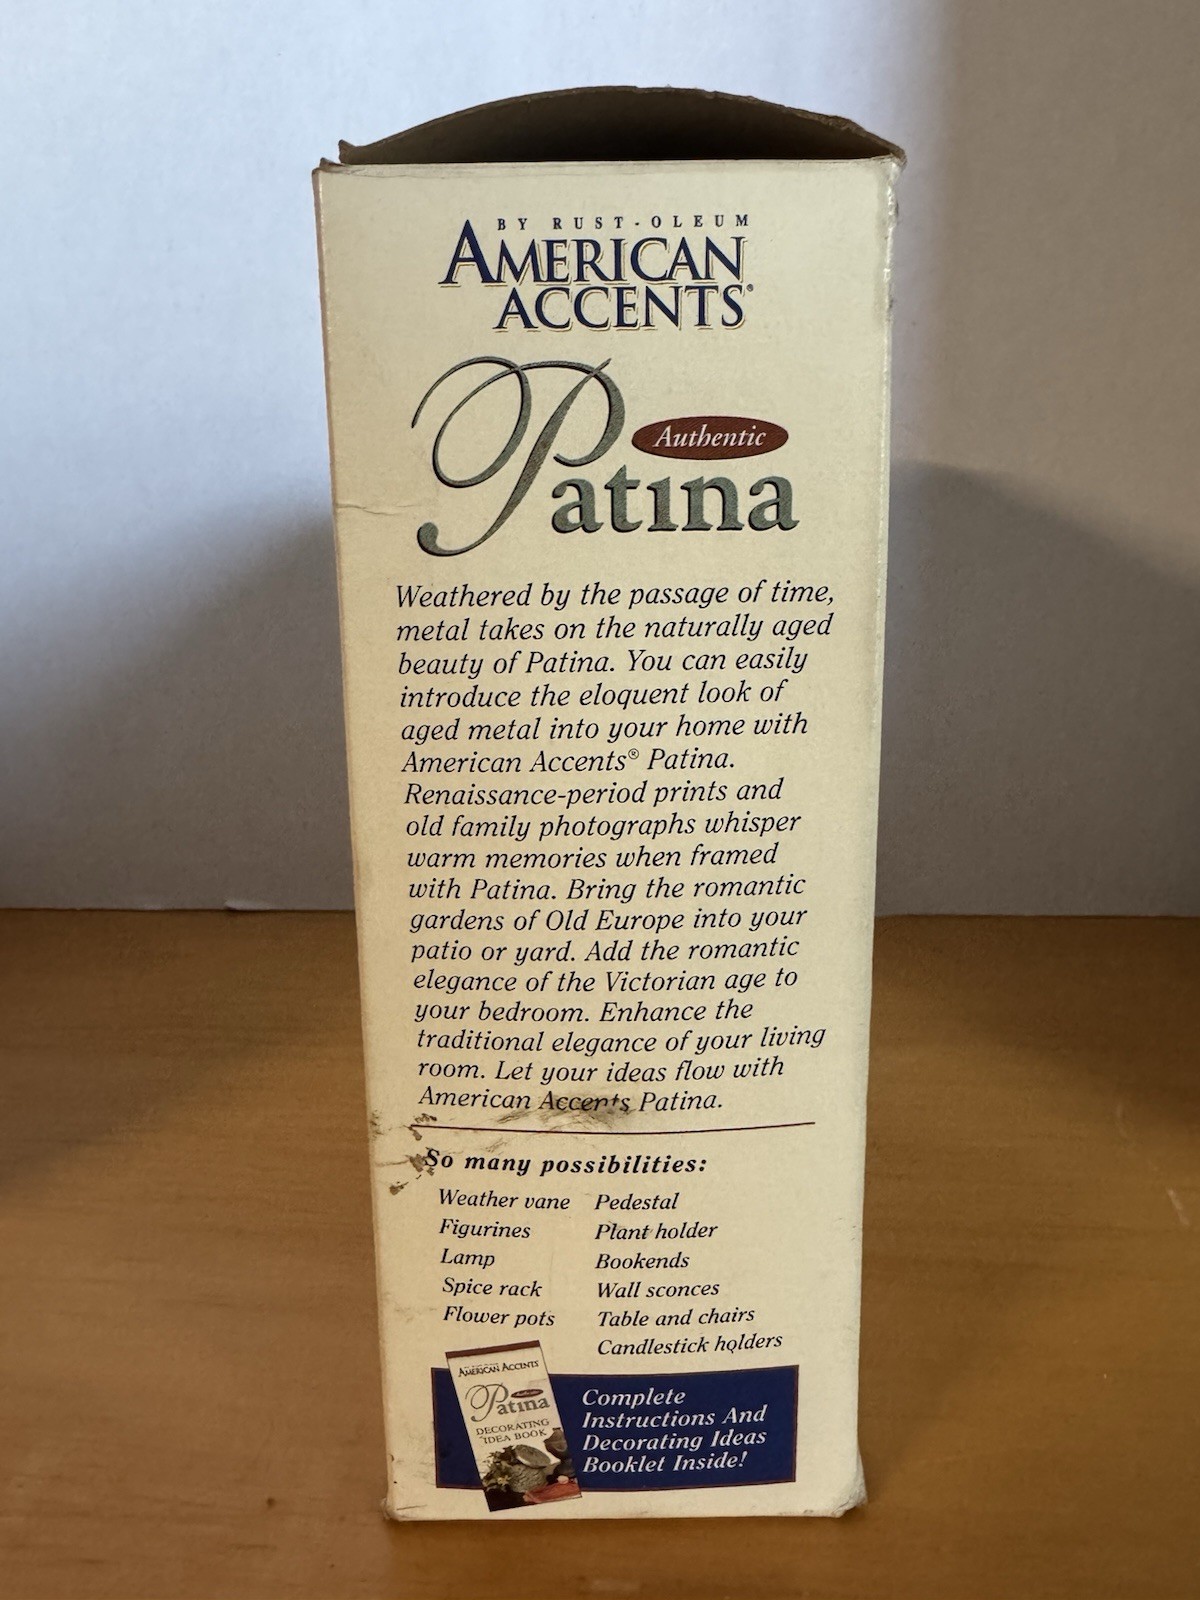 BY RUST-OLEUM
AMERICAN
ACCENTS®
Authentic
Patina
Weathered by the passage of time,
metal takes on the naturally aged
beauty of Patina. You can easily
introduce the eloquent look of
aged metal into your home with
American Accents® Patina.
Renaissance-period prints and
old family photographs whisper
warm memories when framed
with Patina. Bring the romantic
gardens of Old Europe into your
patio or yard. Add the romantic
elegance of the Victorian age to
your bedroom. Enhance the
traditional elegance of your living
room. Let your ideas flow with
American Accents Patina.
So many possibilities:
Weather vane
Figurines
Lamp
Spice rack
Flower pots
Pedestal
Plant holder
Bookends
Wall sconces
Table and chairs
Candlestick holders
AMERICAN ACCENTS
Patina
DECORATING
IDEA BOOK
Complete
Instructions And
Decorating Ideas
Booklet Inside!